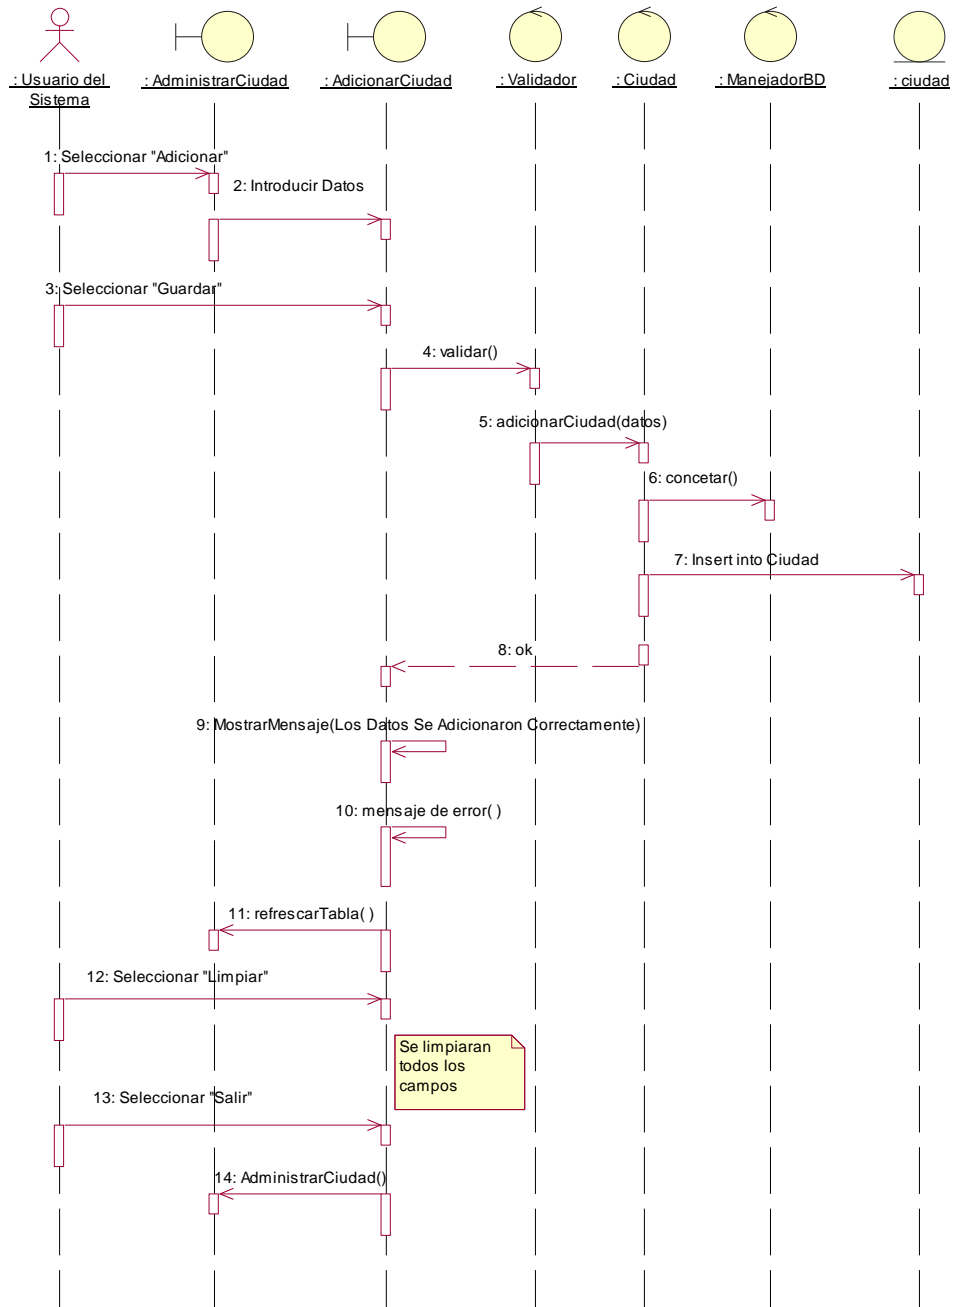 : Usuario del
Sistema
: AdministrarCiudad
: AdicionarCiudad
: Validador
: Ciudad
: ManejadorBD
: ciudad
1: Seleccionar "Adicionar"
2: Introducir Datos
3: Seleccionar "Guardar"
4: validar()
5: adicionarCiudad(datos)
6: concetar()
7: Insert into Ciudad
8: ok
9: MostrarMensaje(Los Datos Se Adicionaron Correctamente)
10: mensaje de error( )
11: refrescarTabla( )
12: Seleccionar "Limpiar"
Se limpiaran
todos los
campos
13: Seleccionar "Salir"
14: AdministrarCiudad()